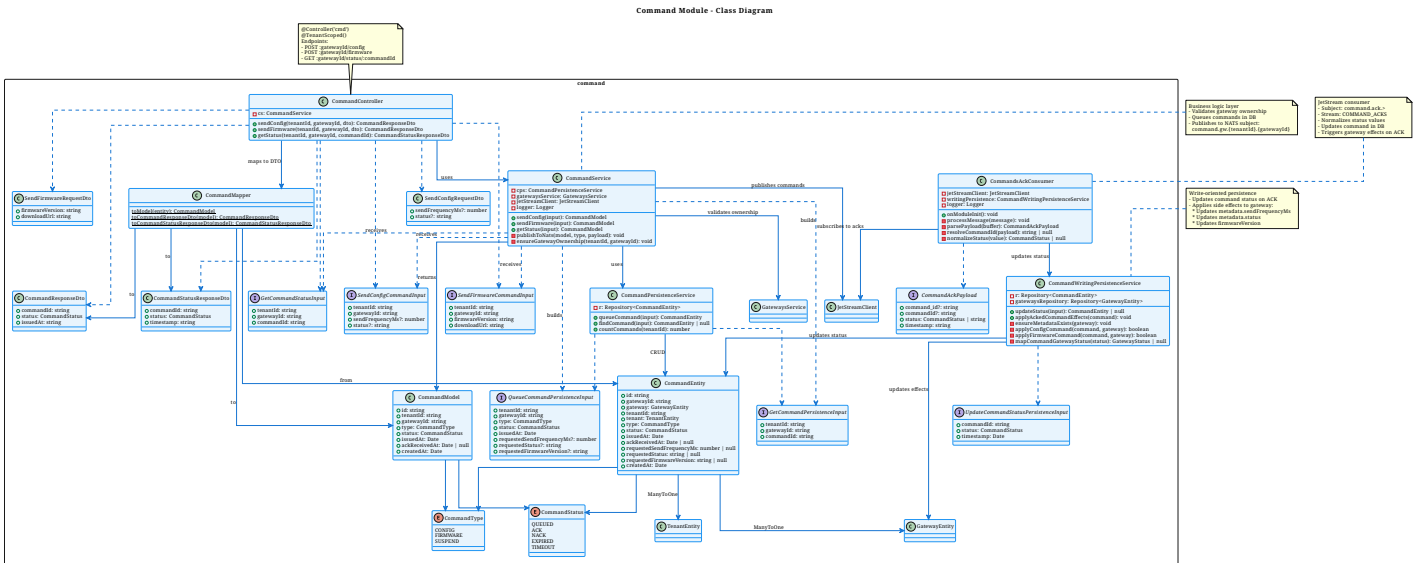 Command Module - Class Diagram
@Controller('cmd')
@TenantScoped()
Endpoints:
- POST :gatewayId/config
- POST :gatewayId/firmware
- GET :gatewayId/status/:commandId
command
CommandController
cs: CommandService
sendConfig(tenantId, gatewayId, dto): CommandResponseDto
sendFirmware(tenantId, gatewayId, dto): CommandResponseDto
getStatus(tenantId, gatewayId, commandId): CommandStatusResponseDto
Business logic layer
- Validates gateway ownership
- Queues commands in DB
- Publishes to NATS subject:
command.gw.{tenantId}.{gatewayId}
JetStream consumer
- Subject: command.ack.>
- Stream: COMMAND_ACKS
- Normalizes status values
- Updates command in DB
- Triggers gateway effects on ACK
maps to DTO
uses
publishes commands
SendFirmwareRequestDto
firmwareVersion: string
downloadUrl: string
CommandMapper
toModel(entity): CommandModel
toCommandResponseDto(model): CommandResponseDto
toCommandStatusResponseDto(model): CommandStatusResponseDto
SendConfigRequestDto
sendFrequencyMs?: number
status?: string
CommandService
cps: CommandPersistenceService
gatewaysService: GatewaysService
jetStreamClient: JetStreamClient
logger: Logger
sendConfig(input): CommandModel
sendFirmware(input): CommandModel
getStatus(input): CommandModel
publishToNats(model, type, payload): void
ensureGatewayOwnership(tenantId, gatewayId): void
CommandsAckConsumer
jetStreamClient: JetStreamClient
writingPersistence: CommandWritingPersistenceService
logger: Logger
onModuleInit(): void
processMessage(message): void
parsePayload(buffer): CommandAckPayload
resolveCommandId(payload): string | null
normalizeStatus(value): CommandStatus | null
Write-oriented persistence
- Updates command status on ACK
- Applies side effects to gateway:
* Updates metadata.sendFrequencyMs
* Updates metadata.status
* Updates firmwareVersion
validates ownership
builds
subscribes to acks
receives
receives
to
uses
received
updates status
returns
to
builds
CommandResponseDto
commandId: string
status: CommandStatus
issuedAt: string
CommandStatusResponseDto
commandId: string
status: CommandStatus
timestamp: string
GetCommandStatusInput
tenantId: string
gatewayId: string
commandId: string
SendConfigCommandInput
tenantId: string
gatewayId: string
sendFrequencyMs?: number
status?: string
SendFirmwareCommandInput
tenantId: string
gatewayId: string
firmwareVersion: string
downloadUrl: string
CommandPersistenceService
r: Repository<CommandEntity>
queueCommand(input): CommandEntity
findCommand(input): CommandEntity | null
countCommands(tenantId): number
GatewaysService
JetStreamClient
CommandAckPayload
command_id?: string
commandId?: string
status: CommandStatus | string
timestamp: string
CommandWritingPersistenceService
r: Repository<CommandEntity>
gatewayRepository: Repository<GatewayEntity>
updateStatus(input): CommandEntity | null
applyAckedCommandEffects(command): void
ensureMetadataExists(gateway): void
applyConfigCommand(command, gateway): boolean
applyFirmwareCommand(command, gateway): boolean
mapCommandGatewayStatus(status): GatewayStatus | null
updates status
CRUD
from
to
updates effects
CommandModel
id: string
tenantId: string
gatewayId: string
type: CommandType
status: CommandStatus
issuedAt: Date
ackReceivedAt: Date | null
createdAt: Date
QueueCommandPersistenceInput
tenantId: string
gatewayId: string
type: CommandType
status: CommandStatus
issuedAt: Date
requestedSendFrequencyMs?: number
requestedStatus?: string
requestedFirmwareVersion?: string
CommandEntity
id: string
gatewayId: string
gateway: GatewayEntity
tenantId: string
tenant: TenantEntity
type: CommandType
status: CommandStatus
issuedAt: Date
ackReceivedAt: Date | null
requestedSendFrequencyMs: number | null
requestedStatus: string | null
requestedFirmwareVersion: string | null
createdAt: Date
GetCommandPersistenceInput
tenantId: string
gatewayId: string
commandId: string
UpdateCommandStatusPersistenceInput
commandId: string
status: CommandStatus
timestamp: Date
ManyToOne
ManyToOne
CommandType
CONFIG
FIRMWARE
SUSPEND
CommandStatus
QUEUED
ACK
NACK
EXPIRED
TIMEOUT
TenantEntity
GatewayEntity